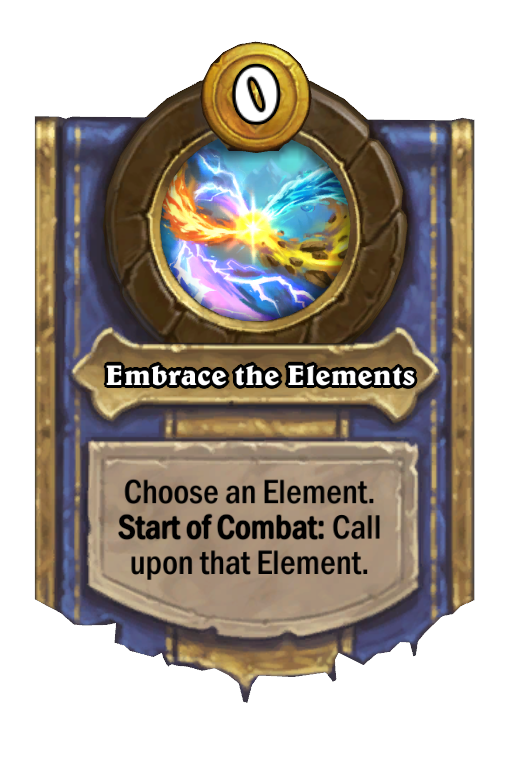 0
Embrace the Elements
Choose an Element.
Start of Combat: Call
upon that Element.